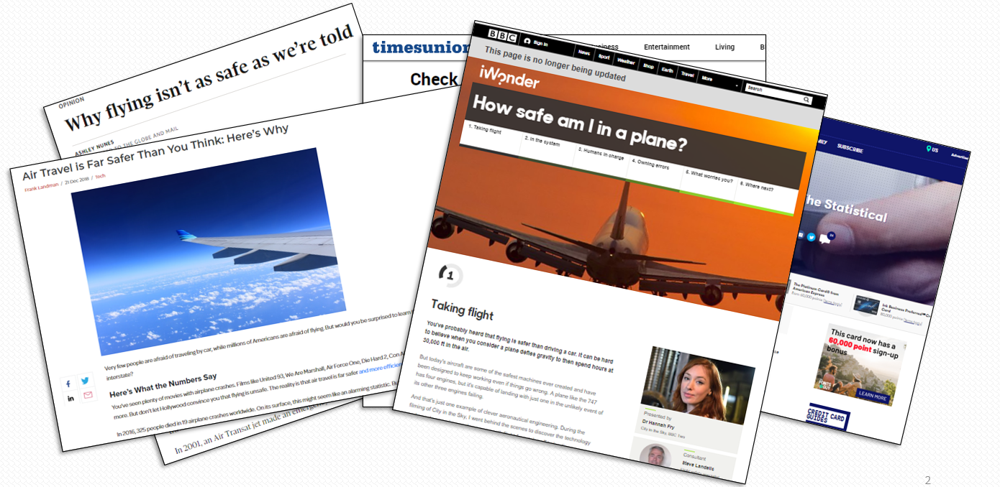 OPINION
Why flying isn't as safe as we're told
ASHLEY NUNES
TO THE GLOBE AND MAIL
In 2001, an Air Transat jet made an
timesunion
Entertainment
Living
Check
Air Travel is Far Safer Than You Think: Here's Why
Frank Landman / 21 Dec 2018 / Tech
Very few people are afraid of traveling by car, while millions of Americans are afraid of flying. But would you be surprised to learn
interstate?
Here's What the Numbers Say
You've seen plenty of movies with airplane crashes. Films like United 93, We Are Marshall, Air Force One, Die Hard 2, Con
more. But don't let Hollywood convince you that flying is unsafe. The reality is that air travel is far safer and more
In 2016, 325 people died in 19 airplane crashes worldwide. On its surface, this might seem like an alarming statistic.
BBC
Sign in
News
Sport
Weather
Shop
Earth
Travel
More
Search
This page is no longer being updated
iWonder
How safe am I in a plane?
1. Taking flight
2. In the system
3. Humans in charge
4. Owning errors
5. What worries you?
6. Where next?
1
Taking flight
You've probably heard that flying is safer than driving a car. It can be hard
to believe when you consider a plane defies gravity to then spend hours at
30,000 ft in the air.
But today's aircraft are some of the safest machines ever created and have
been designed to keep working even if things go wrong. A plane like the 747
has four engines, but it's capable of landing with just one in the unlikely event of
its other three engines failing.
And that's just one example of clever aeronautical engineering. During the
filming of City in the Sky, I went behind the scenes to discover the technology
Presented by
Dr Hannah Fry
City in the Sky, BBC Two
Consultant
Steve Landells
SUBSCRIBE
US
he Statistical
The Platinum Card® from
American Express
Ink Business Preferred℠
Card
This card now has a
60,000 point sign-up
bonus
LEARN MORE
CREDIT CARD
GUIDES
2